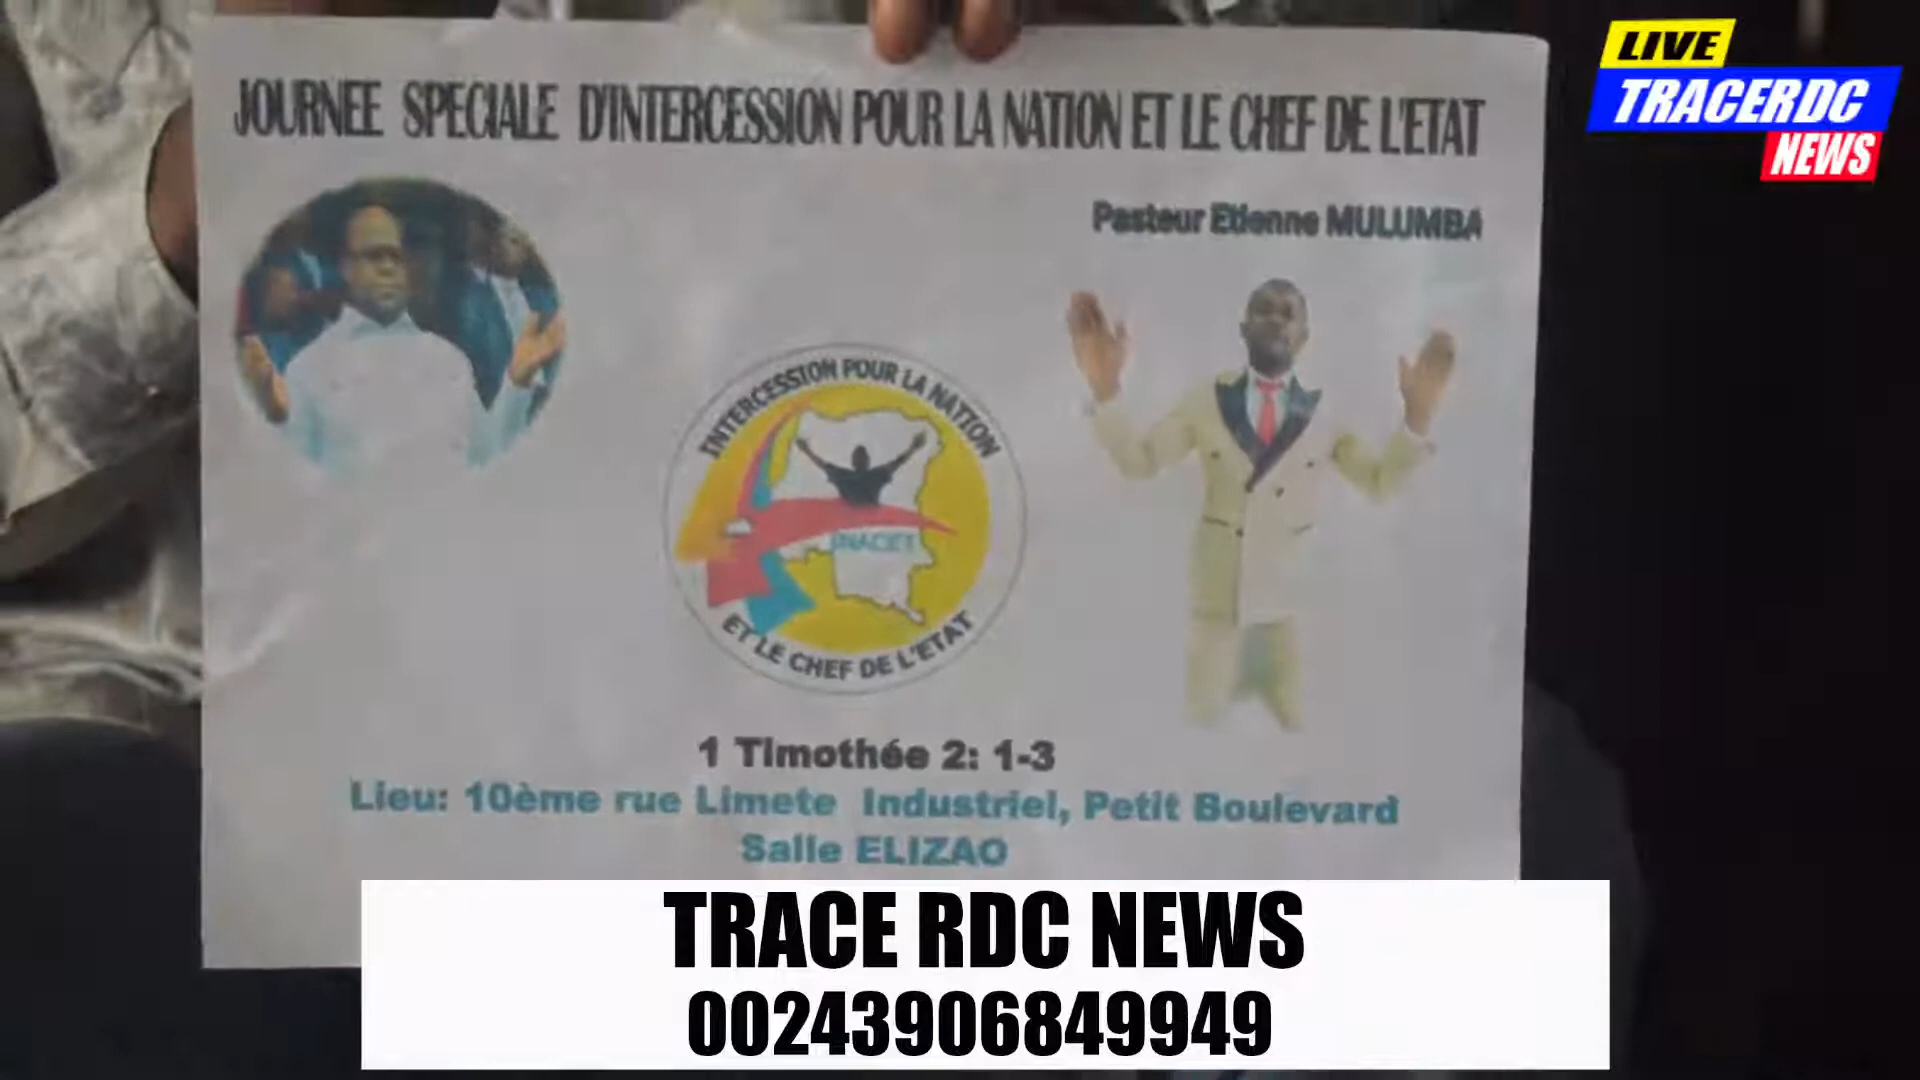 LIVE
TRACERDC
NEWS
JOURNEE SPECIALE D'INTERCESSION POUR LA NATION ET LE CHEF DE L'ETAT
Pasteur Etienne MULUMBA
INTERCESSION POUR LA NATION
ET LE CHEF DE L'ETAT
1 Timothée 2: 1-3
Lieu: 10ème rue Limete Industriel, Petit Boulevard
Salle ELIZAO
TRACE RDC NEWS
00243906849949